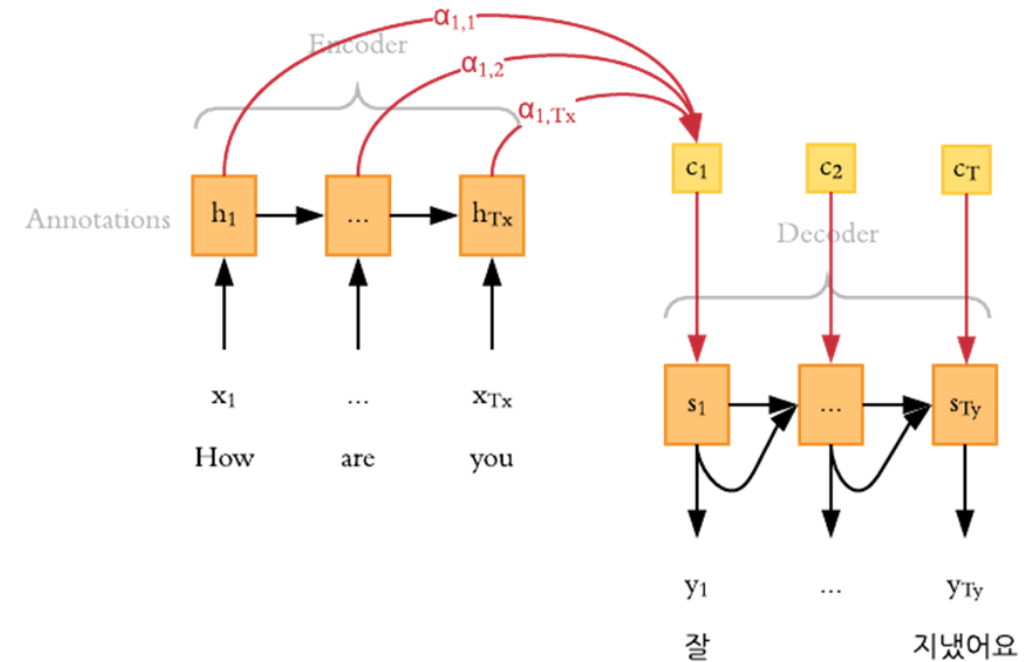 α1,1
Encoder
α1,2
α1,Tx
c1 c2 cT
Annotations h1 ... hTx
Decoder
x1 ... xTx
s1 ... sTy
How are you
y1 ... yTy
잘 지냈어요